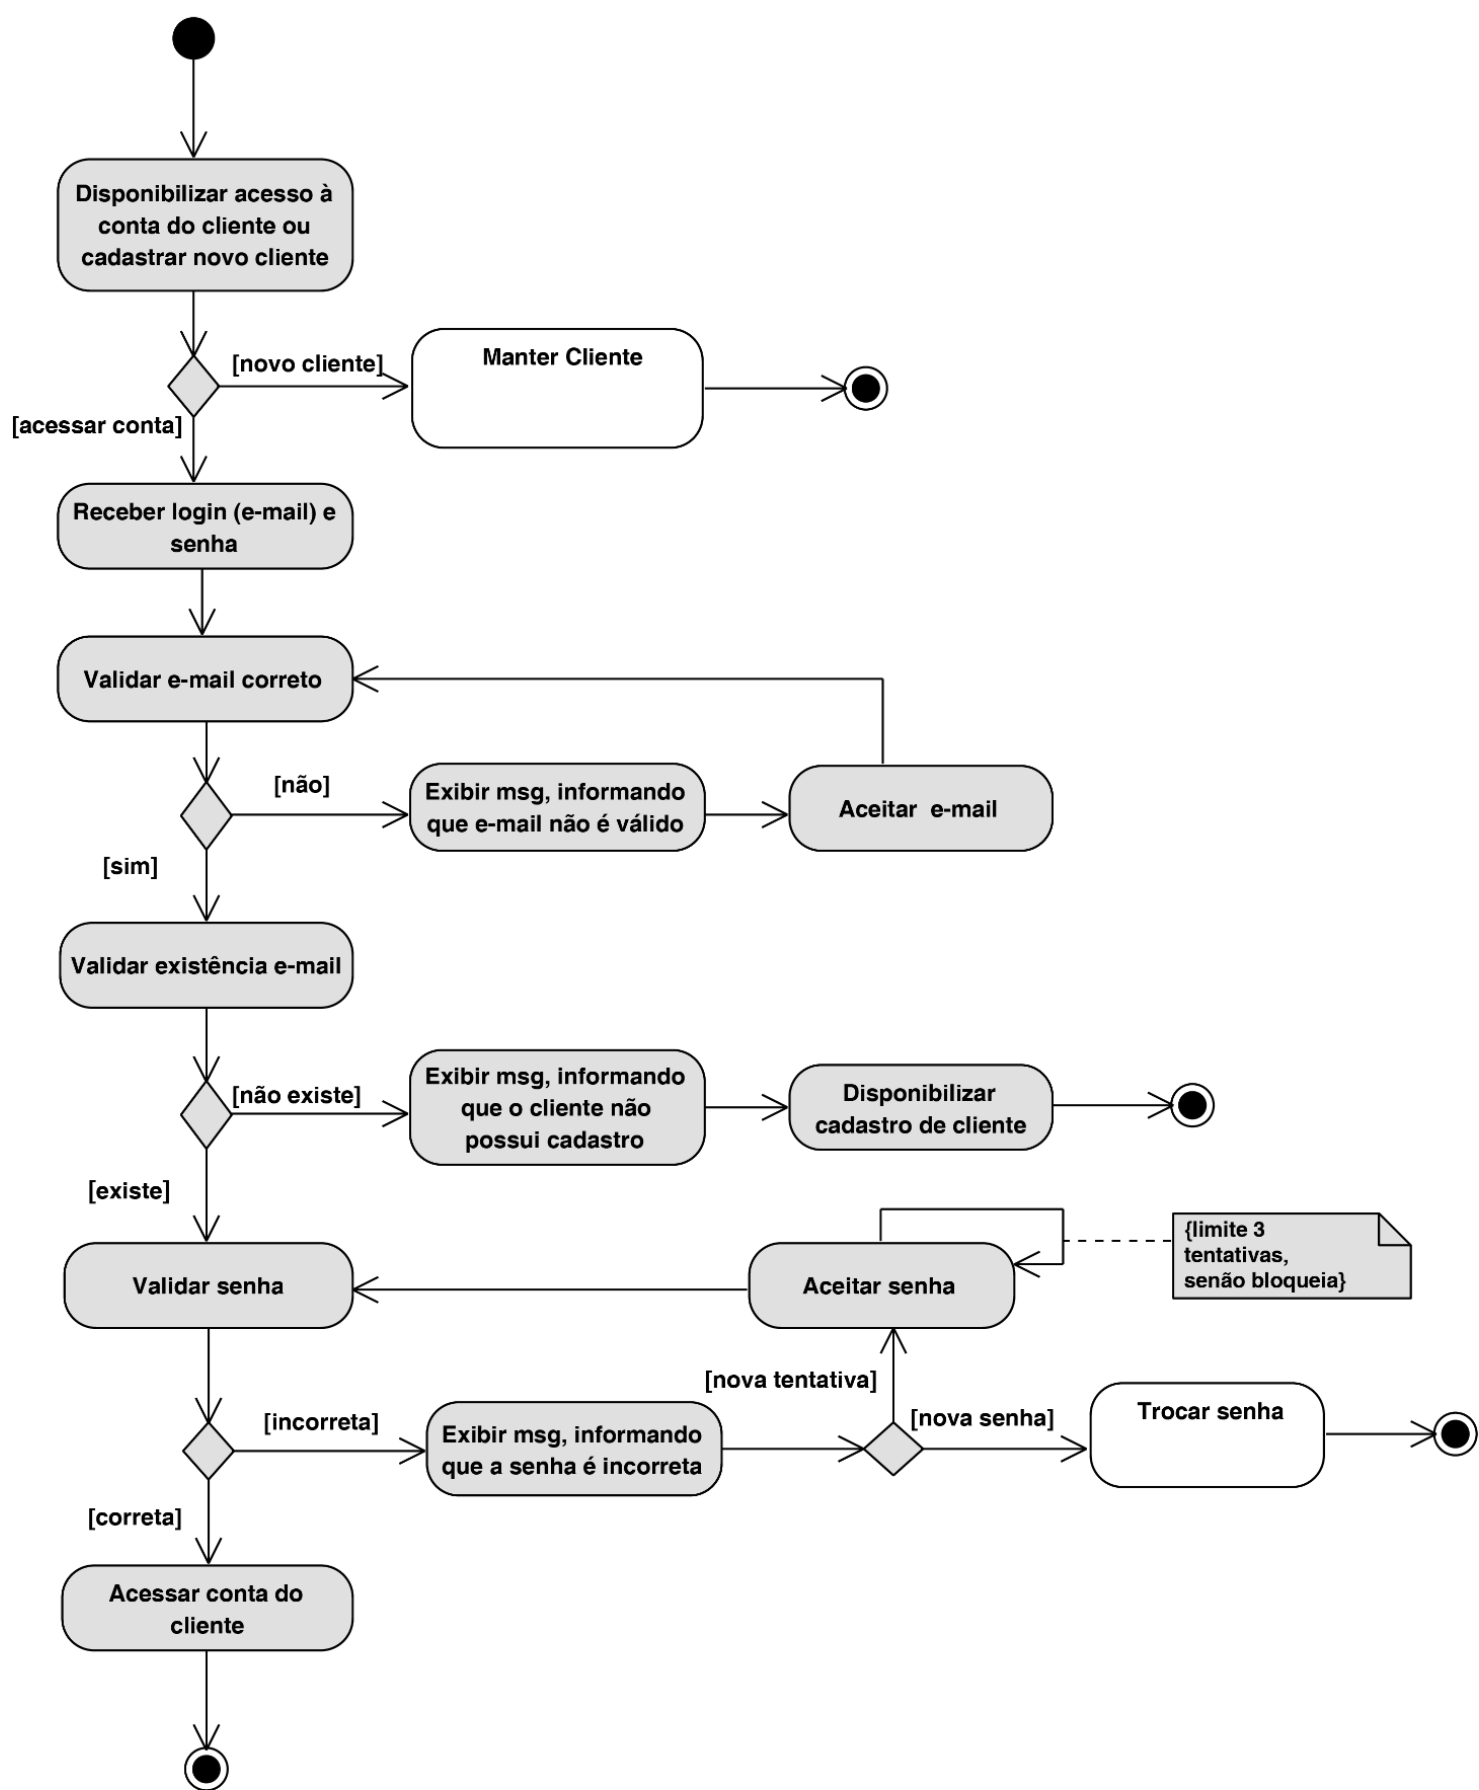 Disponibilizar acesso à
conta do cliente ou
cadastrar novo cliente
[novo cliente]
Manter Cliente
[acessar conta]
Receber login (e-mail) e
senha
Validar e-mail correto
[não]
Exibir msg, informando
que e-mail não é válido
Aceitar e-mail
[sim]
Validar existência e-mail
[não existe]
Exibir msg, informando
que o cliente não
possui cadastro
Disponibilizar
cadastro de cliente
[existe]
Validar senha
Aceitar senha
{limite 3
tentativas,
senão bloqueia}
[nova tentativa]
[incorreta]
Exibir msg, informando
que a senha é incorreta
[nova senha]
Trocar senha
[correta]
Acessar conta do
cliente